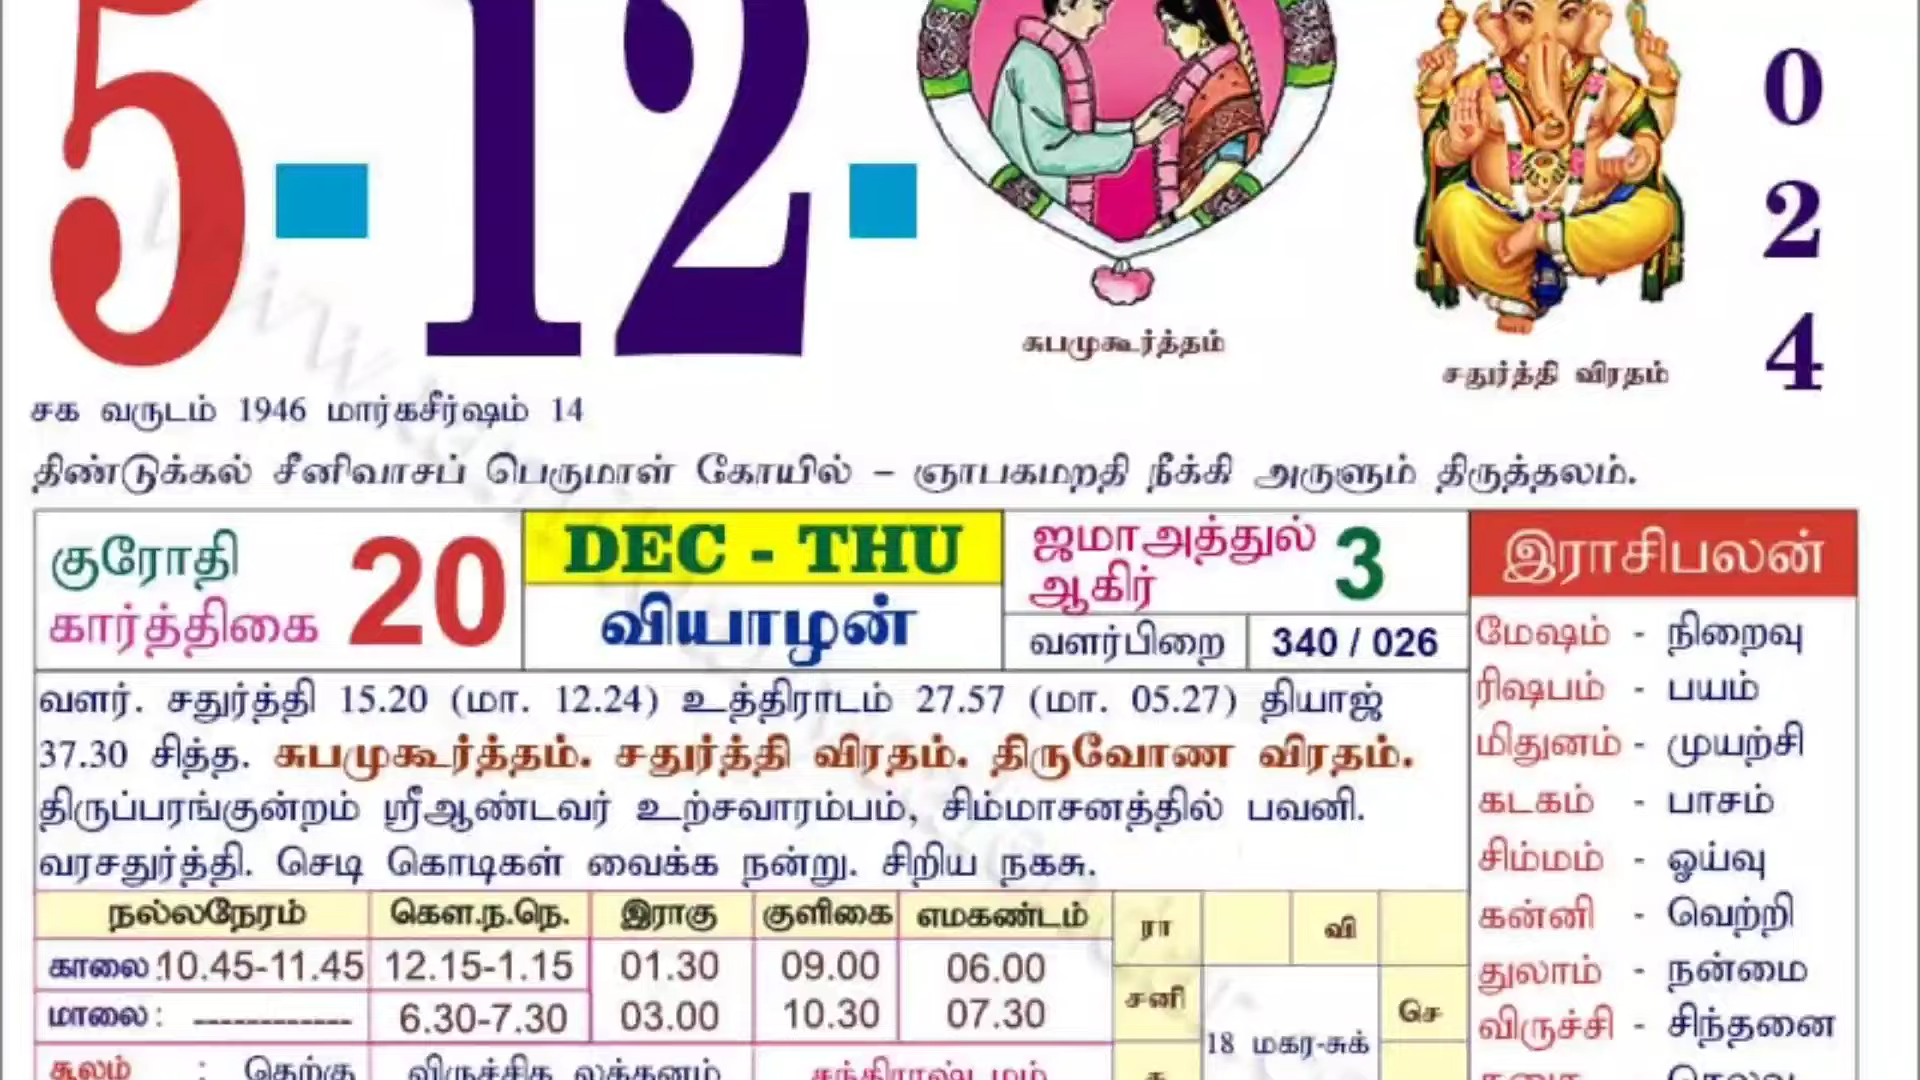 5-12-
0
2
4
சுபமுகூர்த்தம்
சதுர்த்தி விரதம்
சக வருடம் 1946 மார்கசீர்ஷம் 14
திண்டுக்கல் சீனிவாசப் பெருமாள் கோயில் – ஞாபகமறதி நீக்கி அருளும் திருத்தலம்.
குரோதி
கார்த்திகை 20
DEC - THU
வியாழன்
ஜமாஅத்துல்
ஆகிர் 3
வளர்பிறை 340 / 026
வளர். சதுர்த்தி 15.20 (மா. 12.24) உத்திராடம் 27.57 (மா. 05.27) தியாஜ்
37.30 சித்த. சுபமுகூர்த்தம். சதுர்த்தி விரதம். திருவோண விரதம்.
திருப்பரங்குன்றம் ஸ்ரீஆண்டவர் உற்சவாரம்பம், சிம்மாசனத்தில் பவனி.
வரசதுர்த்தி. செடி கொடிகள் வைக்க நன்று. சிறிய நகசு.
நல்லநேரம் கௌ.ந.நெ. இராகு குளிகை எமகண்டம்
காலை :10.45-11.45 12.15-1.15 01.30 09.00 06.00
மாலை : ------------ 6.30-7.30 03.00 10.30 07.30
சூலம் : தெற்கு விருச்சிக லக்கனம் சந்திராஷ்டமம்
ரா வி
சனி செ
18 மகர-சுக்
இராசிபலன்
மேஷம் - நிறைவு
ரிஷபம் - பயம்
மிதுனம் - முயற்சி
கடகம் - பாசம்
சிம்மம் - ஓய்வு
கன்னி - வெற்றி
துலாம் - நன்மை
விருச்சி - சிந்தனை